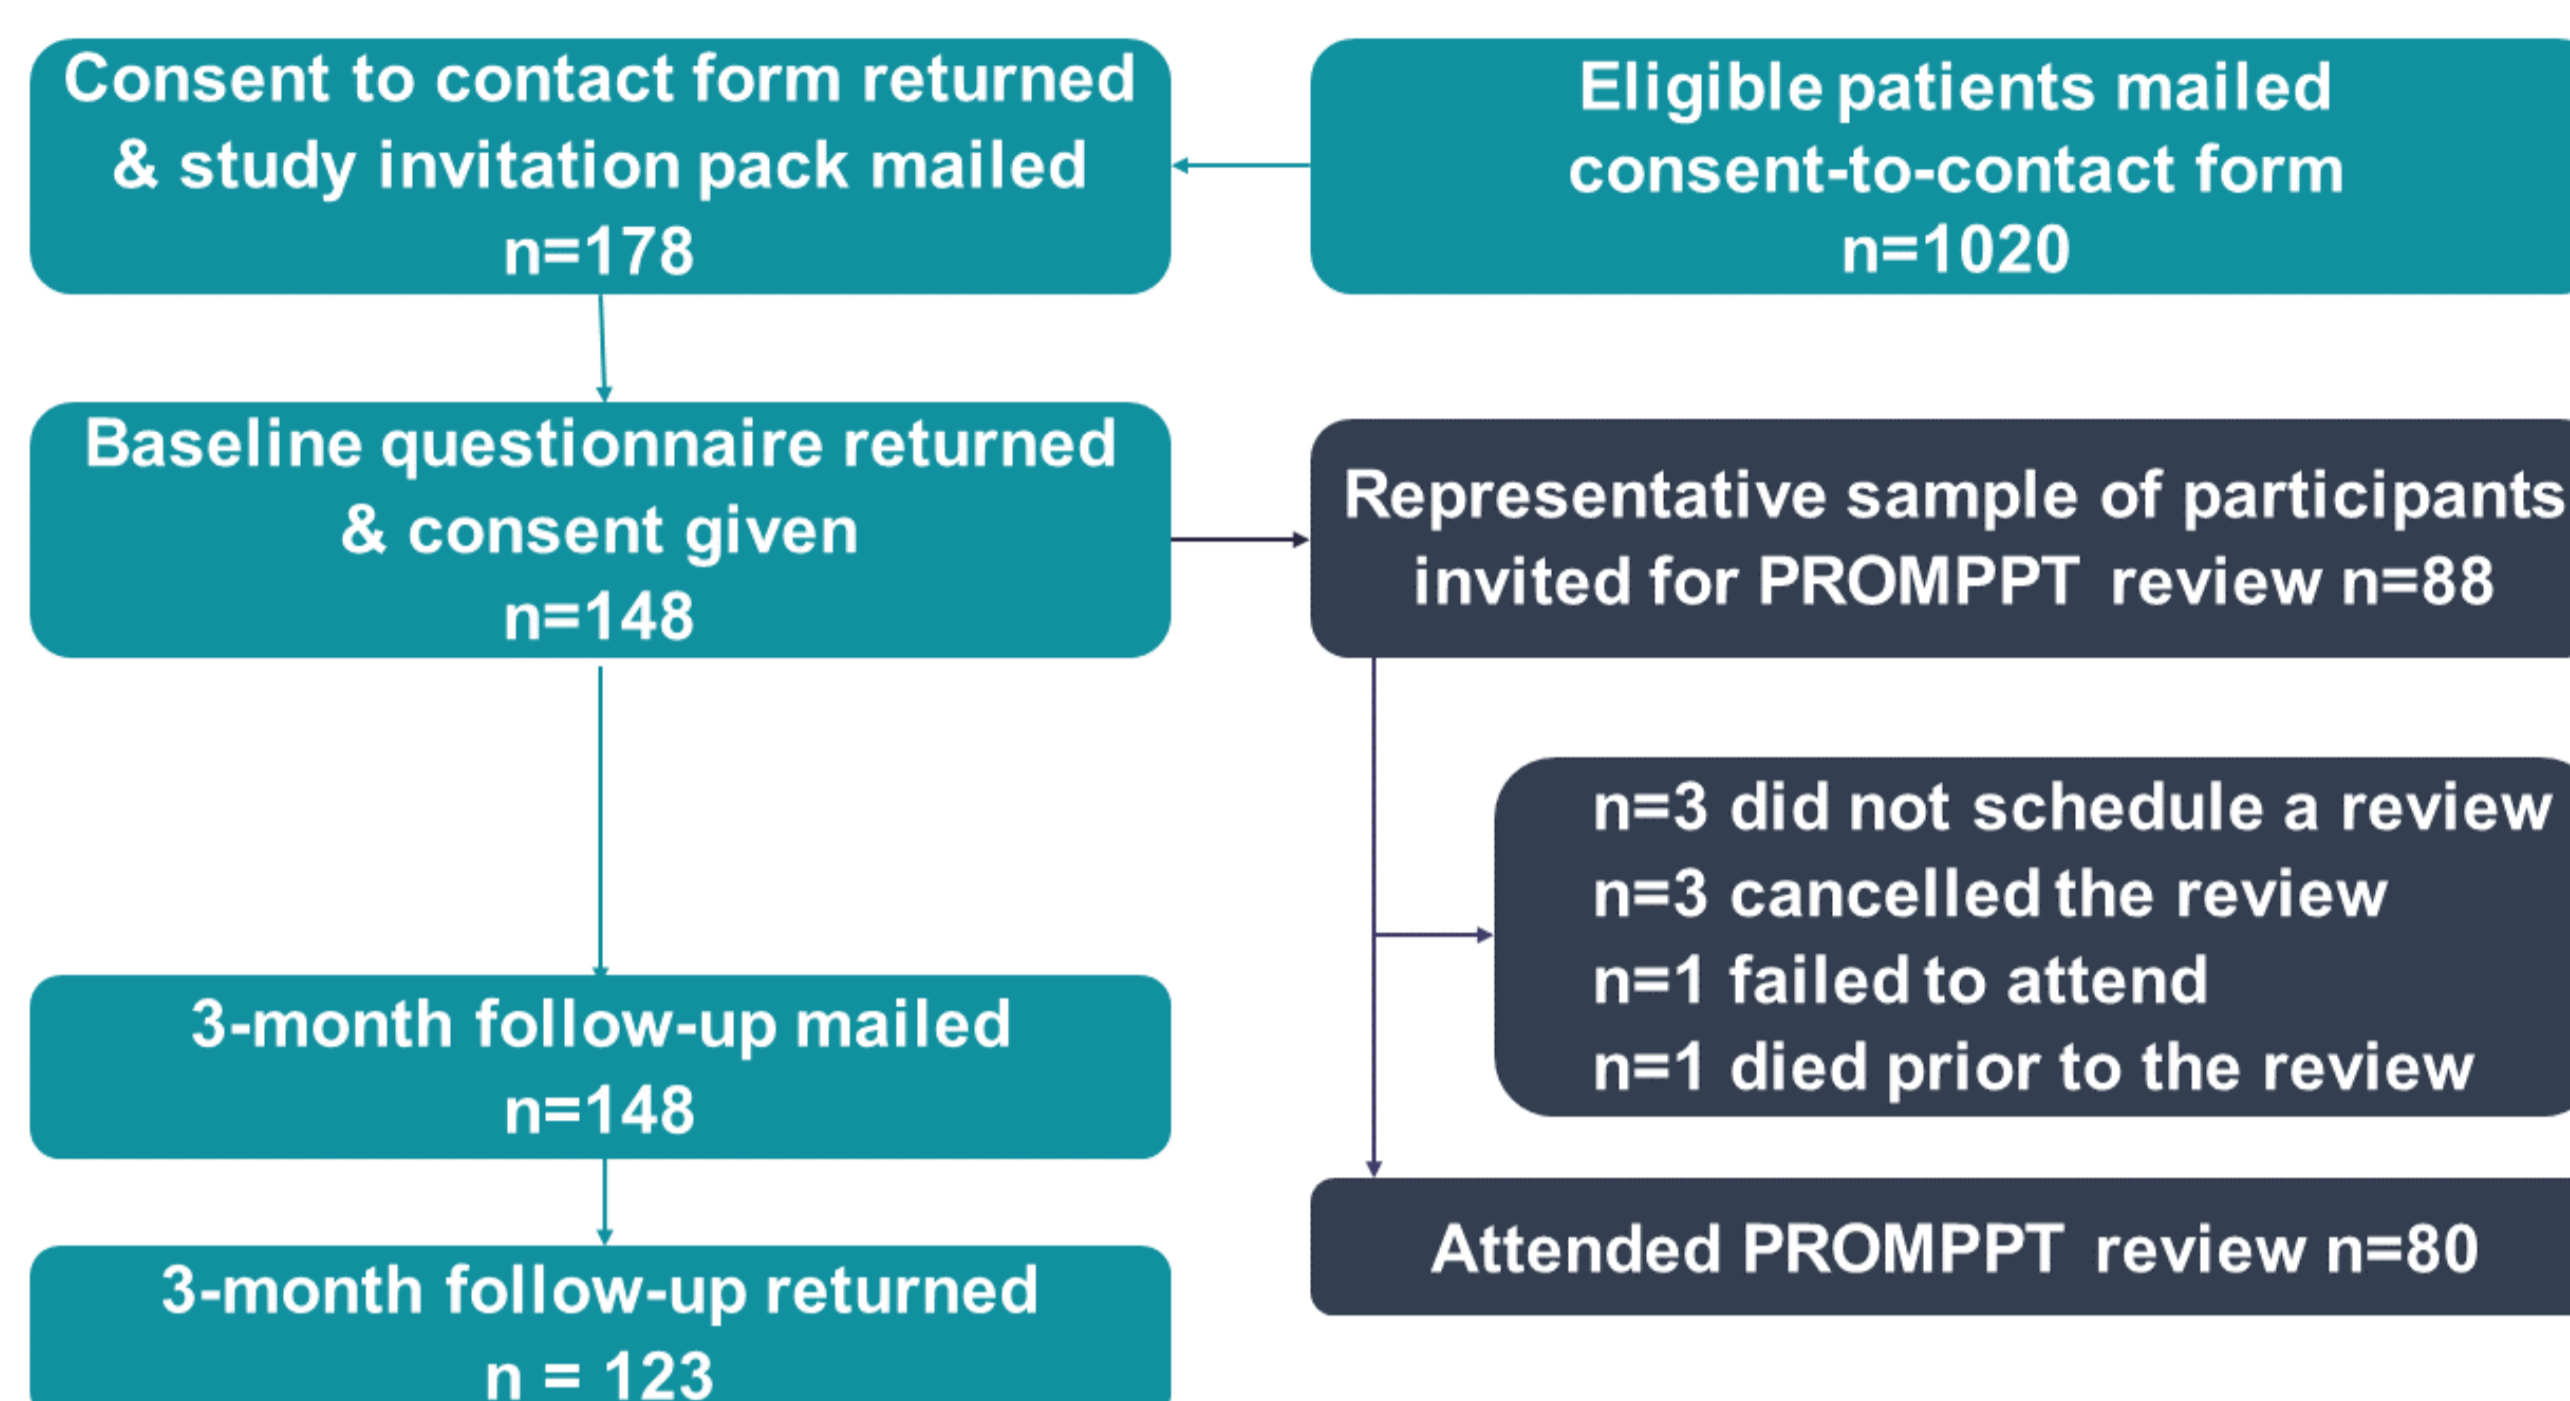 Consent to contact form returned
& study invitation pack mailed
n=178
Eligible patients mailed
consent-to-contact form
n=1020
Baseline questionnaire returned
& consent given
n=148
Representative sample of participants
invited for PROMPPT review n=88
n=3 did not schedule a review
n=3 cancelled the review
n=1 failed to attend
n=1 died prior to the review
3-month follow-up mailed
n=148
Attended PROMPPT review n=80
3-month follow-up returned
n = 123